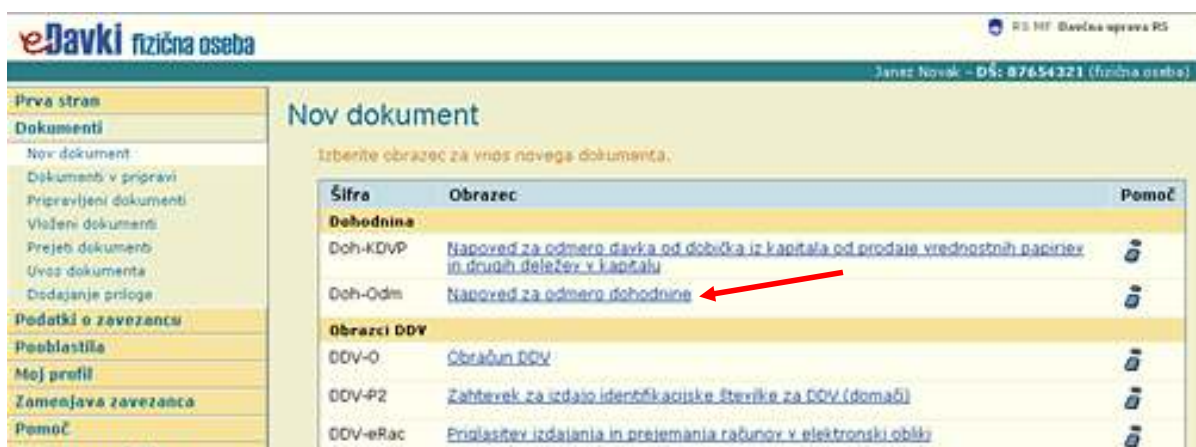 eDavki fizična oseba
RS MF Davčna uprava RS
Janez Novak - DŠ: 87654321 (fizična oseba)
Prva stran
Dokumenti
Nov dokument
Dokumenti v pripravi
Pripravljeni dokumenti
Vloženi dokumenti
Prejeti dokumenti
Uvoz dokumenta
Dodajanje priloge
Podatki o zavezancu
Pooblastila
Moj profil
Zamenjava zavezanca
Pomoč
Nov dokument
Izberite obrazec za vnos novega dokumenta.
Šifra Obrazec Pomoč
Dohodnina
Doh-KDVP Napoved za odmero davka od dobička iz kapitala od prodaje vrednostnih papirjev
in drugih deležev v kapitalu
Doh-Odm Napoved za odmero dohodnine
Obrazci DDV
DDV-O Obračun DDV
DDV-P2 Zahtevek za izdajo identifikacijske številke za DDV (domači)
DDV-eRac Priglasitev izdajanja in prejemanja računov v elektronski obliki